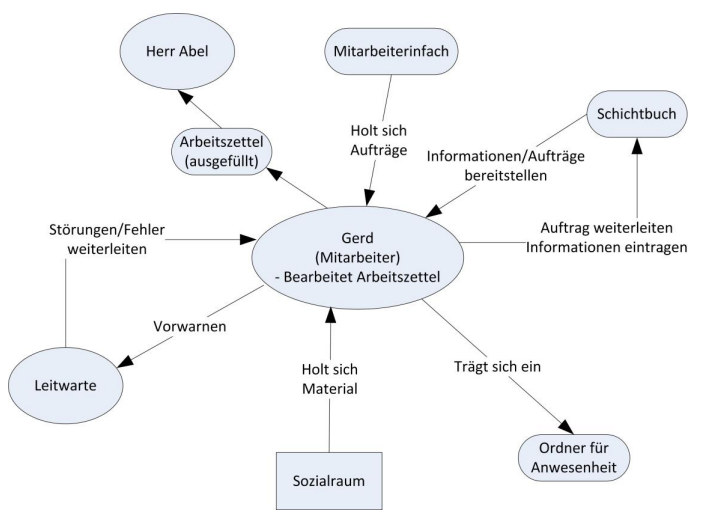 Herr Abel
Mitarbeiterinfach
Schichtbuch
Arbeitszettel
(ausgefüllt)
Holt sich
Aufträge
Informationen/Aufträge
bereitstellen
Störungen/Fehler
weiterleiten
Gerd
(Mitarbeiter)
- Bearbeitet Arbeitszettel
Auftrag weiterleiten
Informationen eintragen
Vorwarnen
Leitwarte
Holt sich
Material
Trägt sich ein
Sozialraum
Ordner für
Anwesenheit